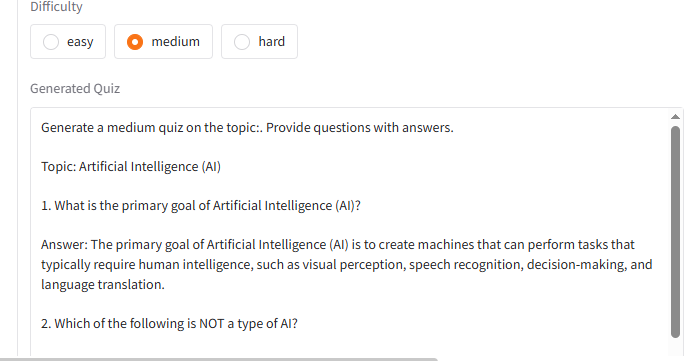 Difficulty
easy
medium
hard
Generated Quiz
Generate a medium quiz on the topic:. Provide questions with answers.
Topic: Artificial Intelligence (AI)
1. What is the primary goal of Artificial Intelligence (AI)?
Answer: The primary goal of Artificial Intelligence (AI) is to create machines that can perform tasks that
typically require human intelligence, such as visual perception, speech recognition, decision-making, and
language translation.
2. Which of the following is NOT a type of AI?